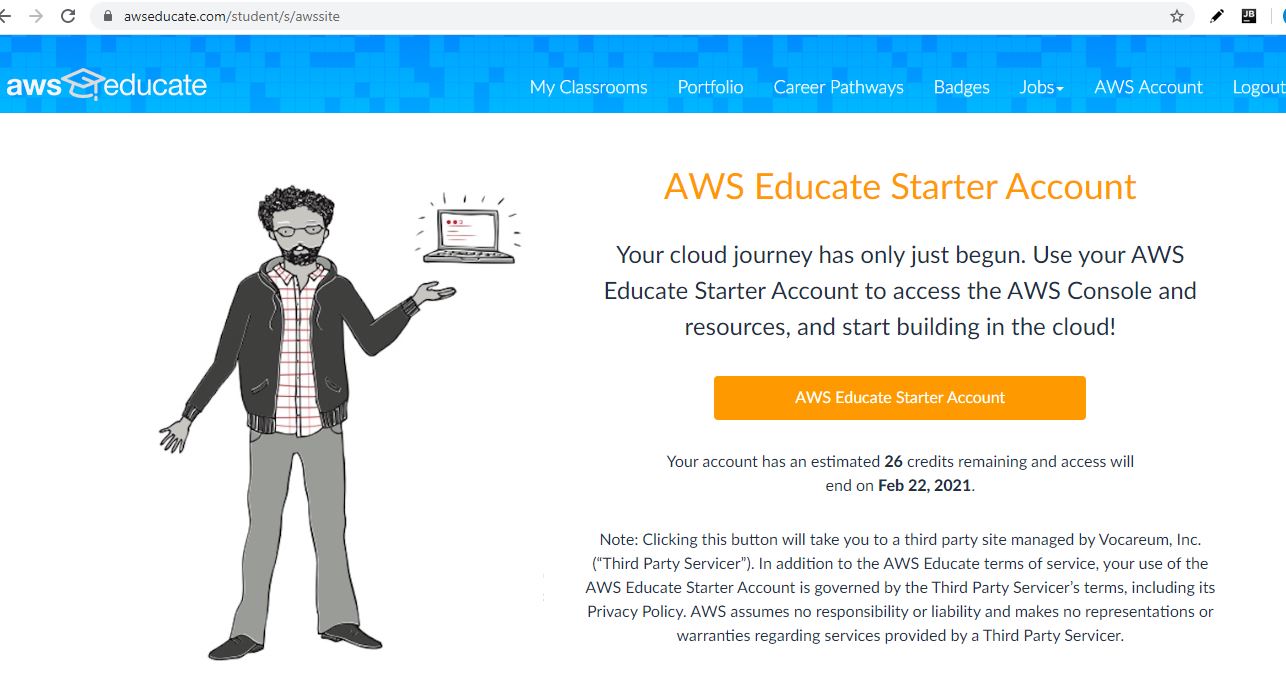 awseducate.com/student/s/awssite
JB
aws educate
My Classrooms Portfolio Career Pathways Badges Jobs AWS Account Logout
AWS Educate Starter Account
Your cloud journey has only just begun. Use your AWS
Educate Starter Account to access the AWS Console and
resources, and start building in the cloud!
AWS Educate Starter Account
Your account has an estimated 26 credits remaining and access will
end on Feb 22, 2021.
Note: Clicking this button will take you to a third party site managed by Vocareum, Inc.
(“Third Party Servicer”). In addition to the AWS Educate terms of service, your use of the
AWS Educate Starter Account is governed by the Third Party Servicer’s terms, including its
Privacy Policy. AWS assumes no responsibility or liability and makes no representations or
warranties regarding services provided by a Third Party Servicer.